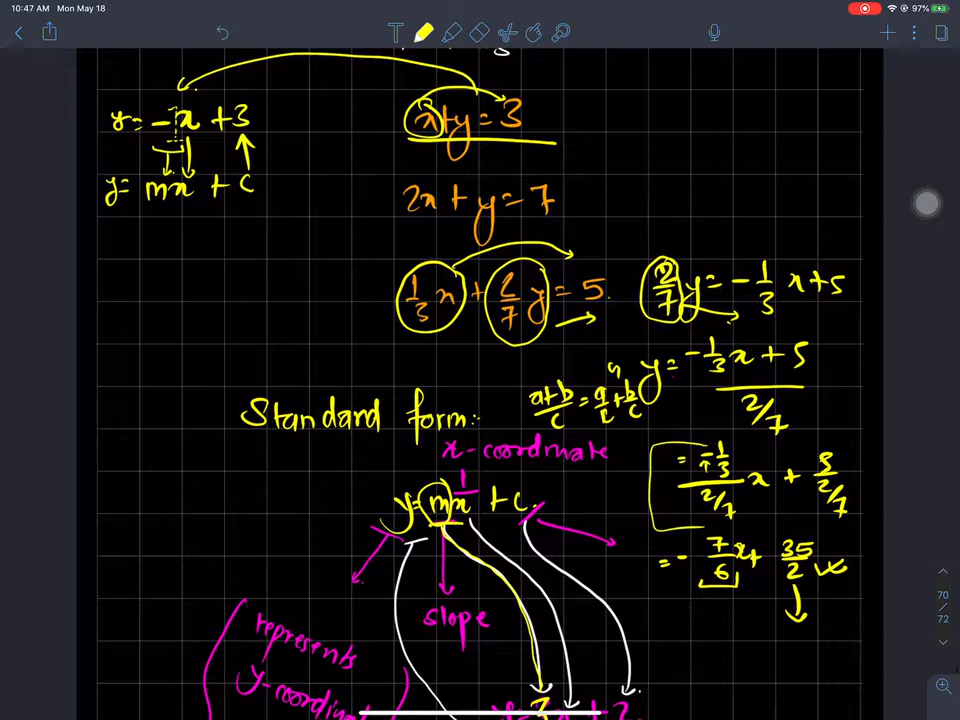 10:47 AM Mon May 18
97%
y = -x + 3
y = mx + c
x+y = 3
2x + y = 7
1/3 x + 2/7 y = 5
2/7 y = -1/3 x + 5
y = (-1/3 x + 5)/(2/7)
(a+b)/c = a/c + b/c
= (-1/3)/(2/7) x + 5/(2/7)
= - 7/6 x + 35/2
Standard form:
x-coordinate
y = mx + c
slope
represents
y-coordinat
70
/
72